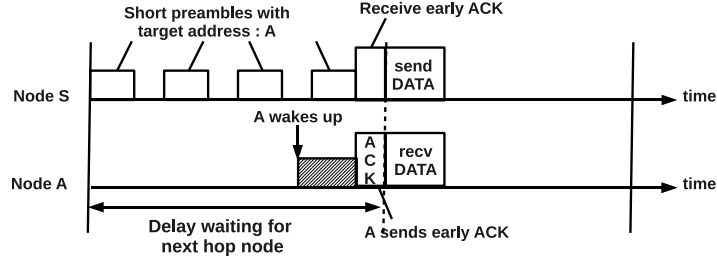 Short preambles with
target address : A
Receive early ACK
send
DATA
Node S
time
A wakes up
A
C
K
recv
DATA
Node A
time
Delay waiting for
next hop node
A sends early ACK